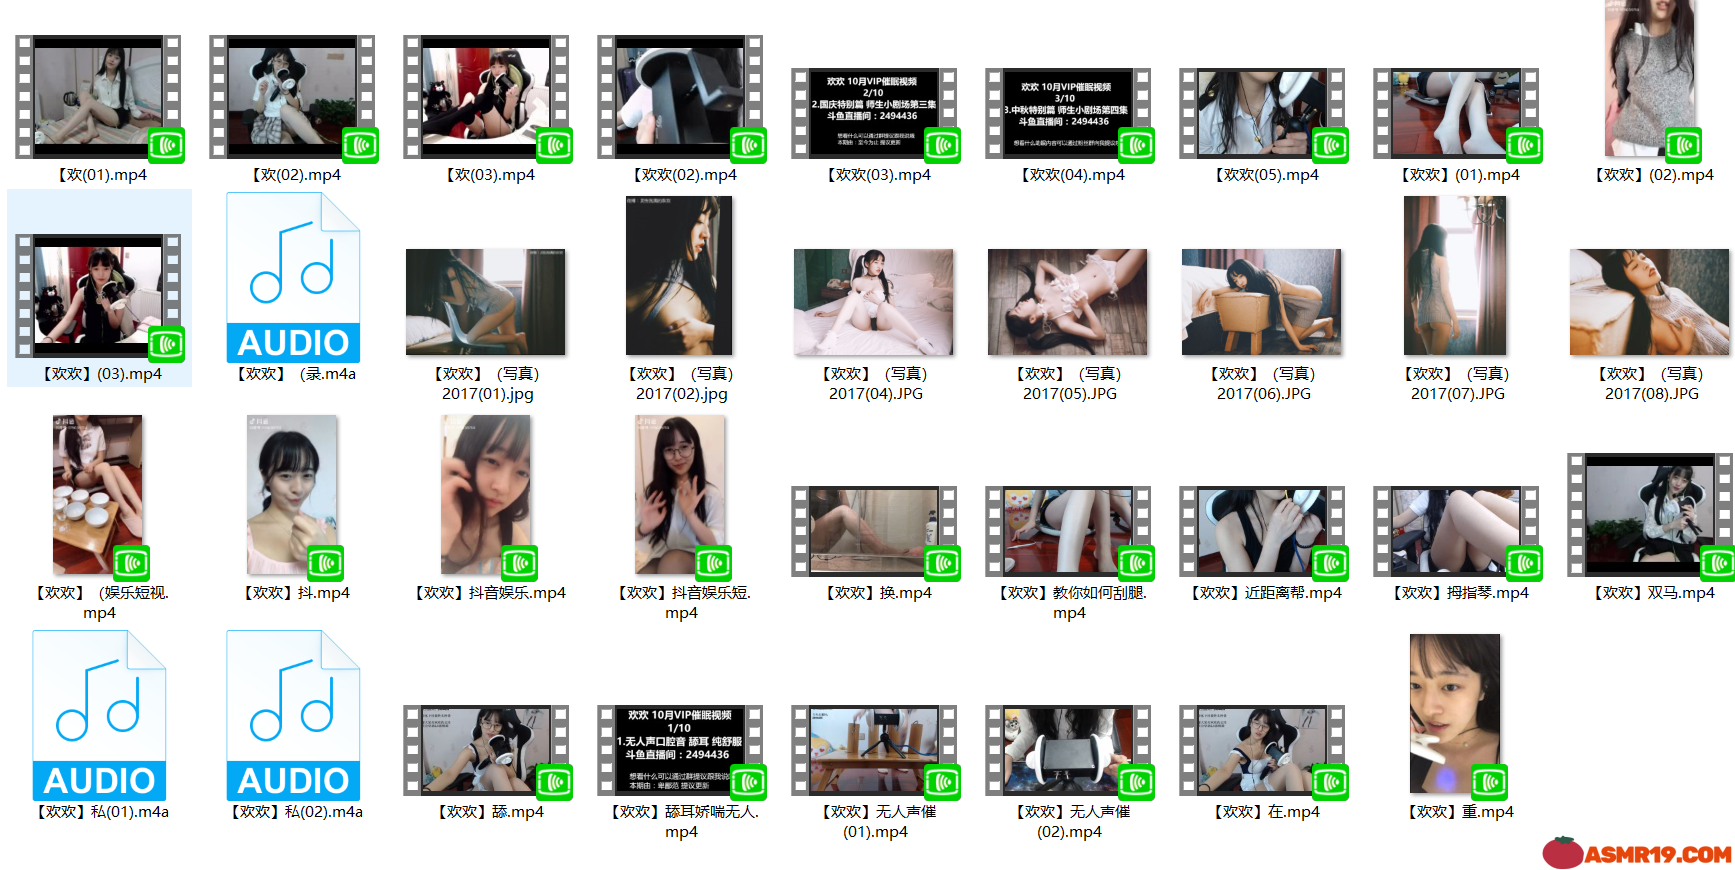 【欢(01).mp4
【欢(02).mp4
【欢(03).mp4
【欢欢(02).mp4
欢欢 10月VIP催眠视频
2/10
2.国庆特别篇 师生小剧场第三集
斗鱼直播间：2494436
【欢欢(03).mp4
欢欢 10月VIP催眠视频
3/10
3.中秋特别篇 师生小剧场第四集
斗鱼直播间：2494436
【欢欢(04).mp4
【欢欢(05).mp4
【欢欢】(01).mp4
【欢欢】(02).mp4
【欢欢】(03).mp4
AUDIO
【欢欢】（录.m4a
【欢欢】（写真）
2017(01).jpg
【欢欢】（写真）
2017(02).jpg
【欢欢】（写真）
2017(04).JPG
【欢欢】（写真）
2017(05).JPG
【欢欢】（写真）
2017(06).JPG
【欢欢】（写真）
2017(07).JPG
【欢欢】（写真）
2017(08).JPG
【欢欢】（娱乐短视.
mp4
【欢欢】抖.mp4
【欢欢】抖音娱乐.mp4
【欢欢】抖音娱乐短.
mp4
【欢欢】换.mp4
【欢欢】教你如何刮腿.
mp4
【欢欢】近距离帮.mp4
【欢欢】拇指琴.mp4
【欢欢】双马.mp4
AUDIO
【欢欢】私(01).m4a
AUDIO
【欢欢】私(02).m4a
【欢欢】舔.mp4
欢欢 10月VIP催眠视频
1/10
1.无人声口腔音 舔耳 纯舒服
斗鱼直播间：2494436
【欢欢】舔耳娇喘无人.
mp4
【欢欢】无人声催
(01).mp4
【欢欢】无人声催
(02).mp4
【欢欢】在.mp4
【欢欢】重.mp4
ASMR19.COM